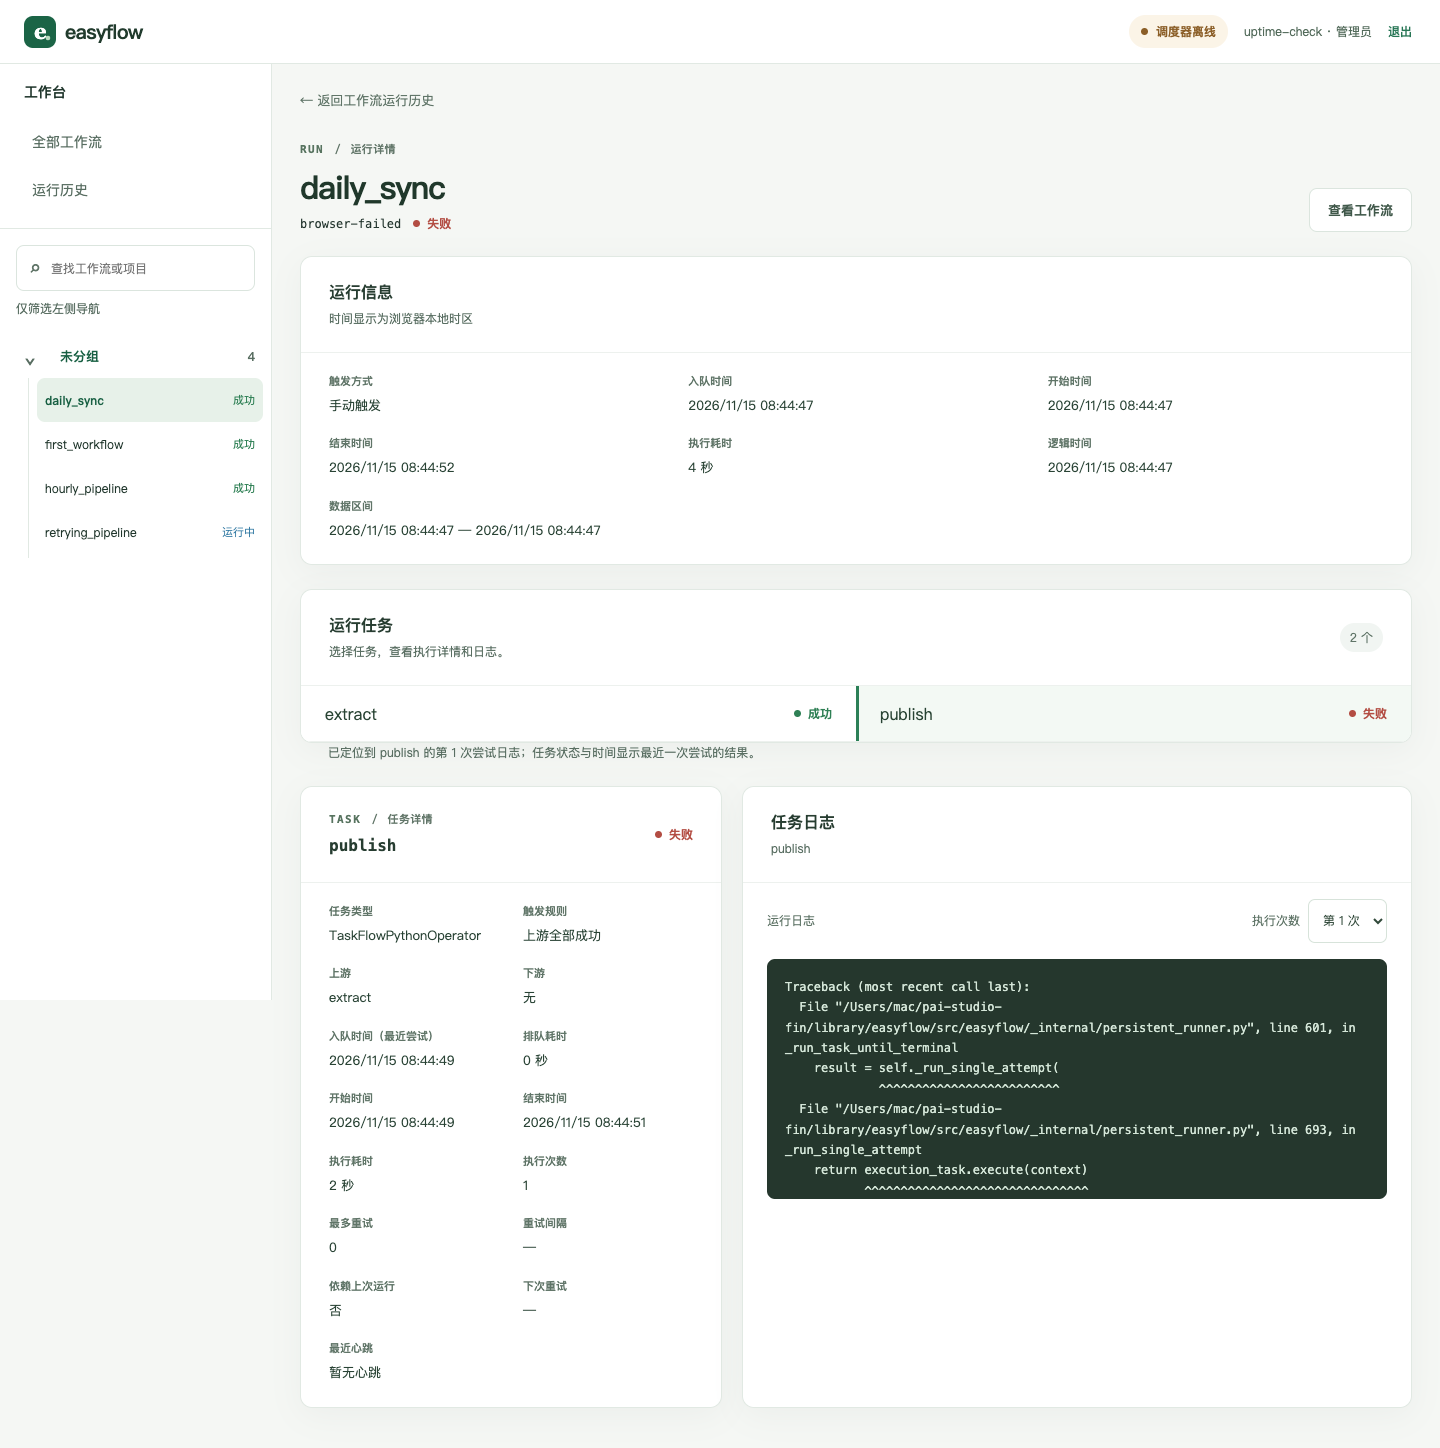 e.
easyflow
调度器离线
uptime-check · 管理员
退出
工作台
全部工作流
运行历史
查找工作流或项目
仅筛选左侧导航
未分组
4
daily_sync
成功
first_workflow
成功
hourly_pipeline
成功
retrying_pipeline
运行中
← 返回工作流运行历史
RUN / 运行详情
daily_sync
browser-failed
失败
查看工作流
运行信息
时间显示为浏览器本地时区
触发方式
手动触发
入队时间
2026/11/15 08:44:47
开始时间
2026/11/15 08:44:47
结束时间
2026/11/15 08:44:52
执行耗时
4 秒
逻辑时间
2026/11/15 08:44:47
数据区间
2026/11/15 08:44:47 — 2026/11/15 08:44:47
运行任务
选择任务，查看执行详情和日志。
2 个
extract
成功
publish
失败
已定位到 publish 的第 1 次尝试日志；任务状态与时间显示最近一次尝试的结果。
TASK / 任务详情
publish
失败
任务类型
TaskFlowPythonOperator
触发规则
上游全部成功
上游
extract
下游
无
入队时间（最近尝试）
2026/11/15 08:44:49
排队耗时
0 秒
开始时间
2026/11/15 08:44:49
结束时间
2026/11/15 08:44:51
执行耗时
2 秒
执行次数
1
最多重试
0
重试间隔
—
依赖上次运行
否
下次重试
—
最近心跳
暂无心跳
任务日志
publish
运行日志
执行次数
第 1 次
Traceback (most recent call last):
  File "/Users/mac/pai-studio-
fin/library/easyflow/src/easyflow/_internal/persistent_runner.py", line 601, in
_run_task_until_terminal
    result = self._run_single_attempt(
             ^^^^^^^^^^^^^^^^^^^^^^^^^
  File "/Users/mac/pai-studio-
fin/library/easyflow/src/easyflow/_internal/persistent_runner.py", line 693, in
_run_single_attempt
    return execution_task.execute(context)
           ^^^^^^^^^^^^^^^^^^^^^^^^^^^^^^^